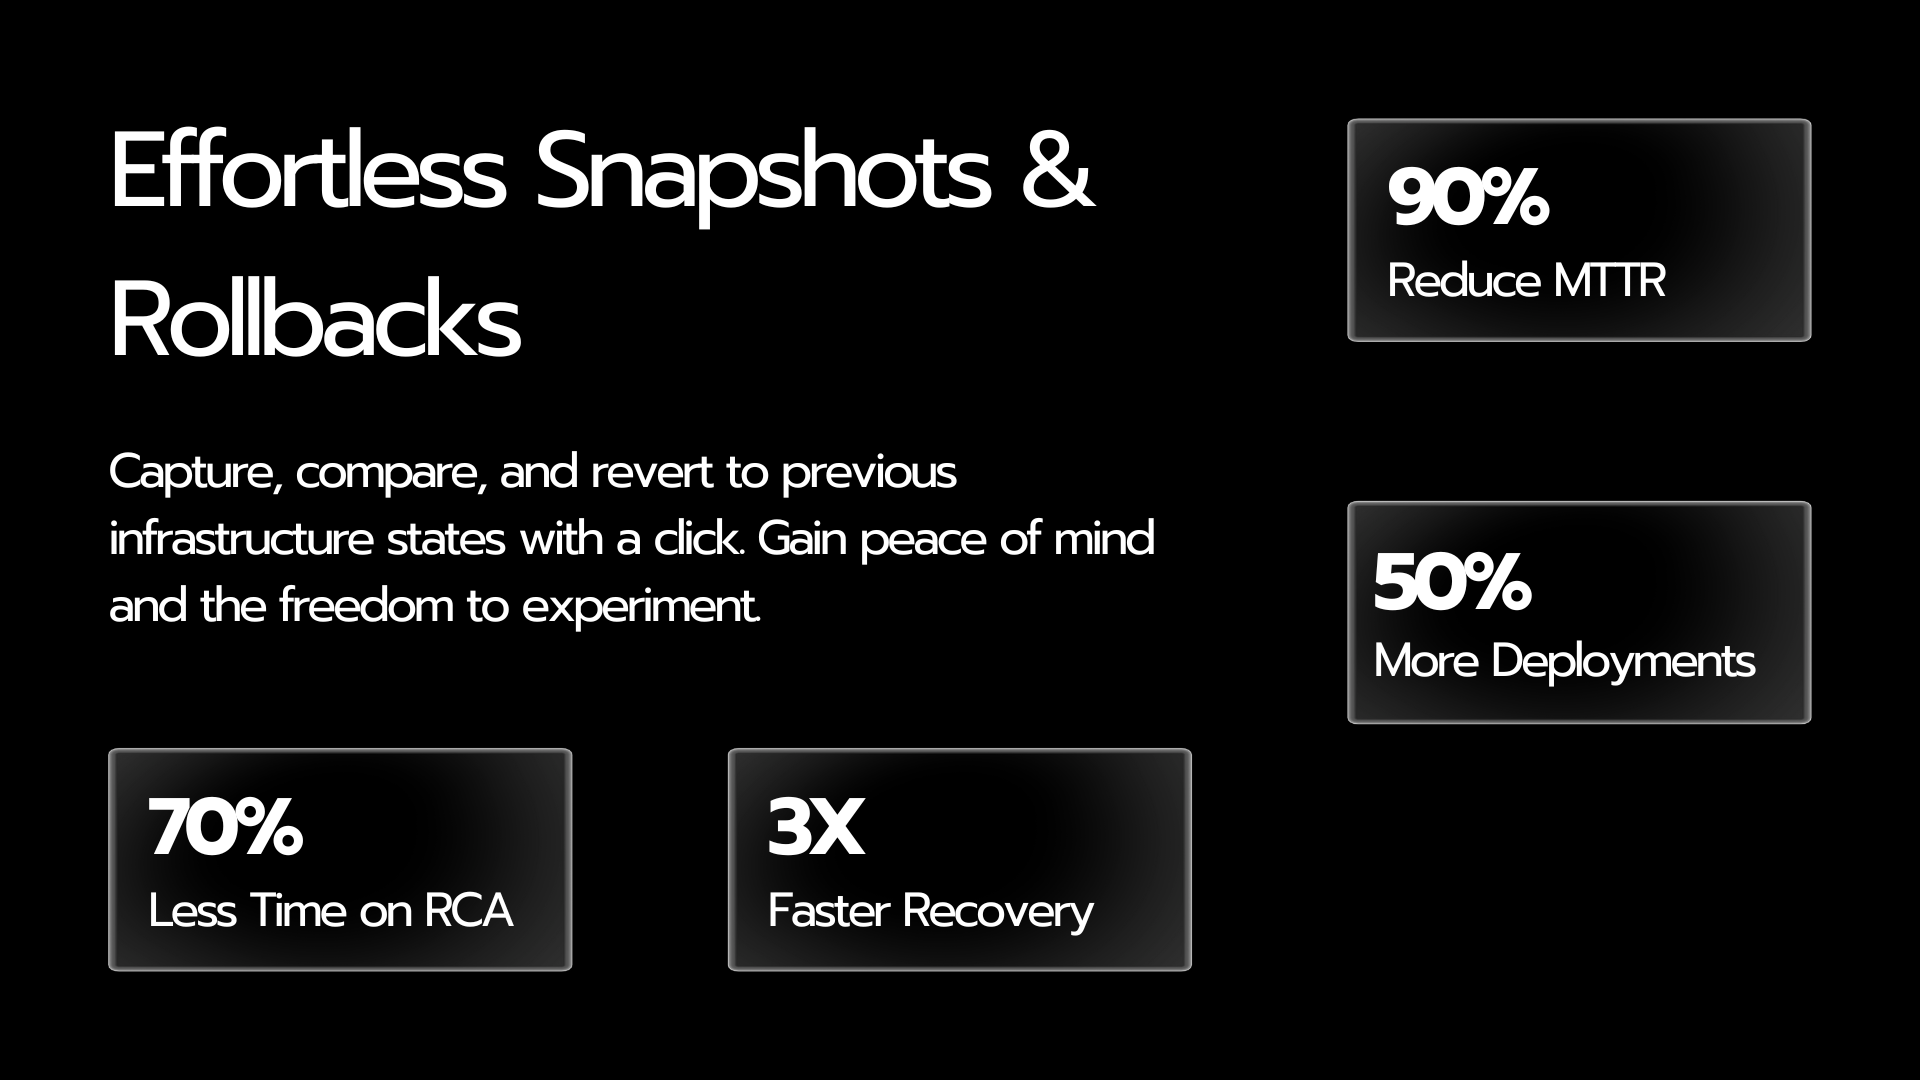 Effortless Snapshots &
Rollbacks
Capture, compare, and revert to previous
infrastructure states with a click. Gain peace of mind
and the freedom to experiment.
90%
Reduce MTTR
50%
More Deployments
70%
Less Time on RCA
3X
Faster Recovery